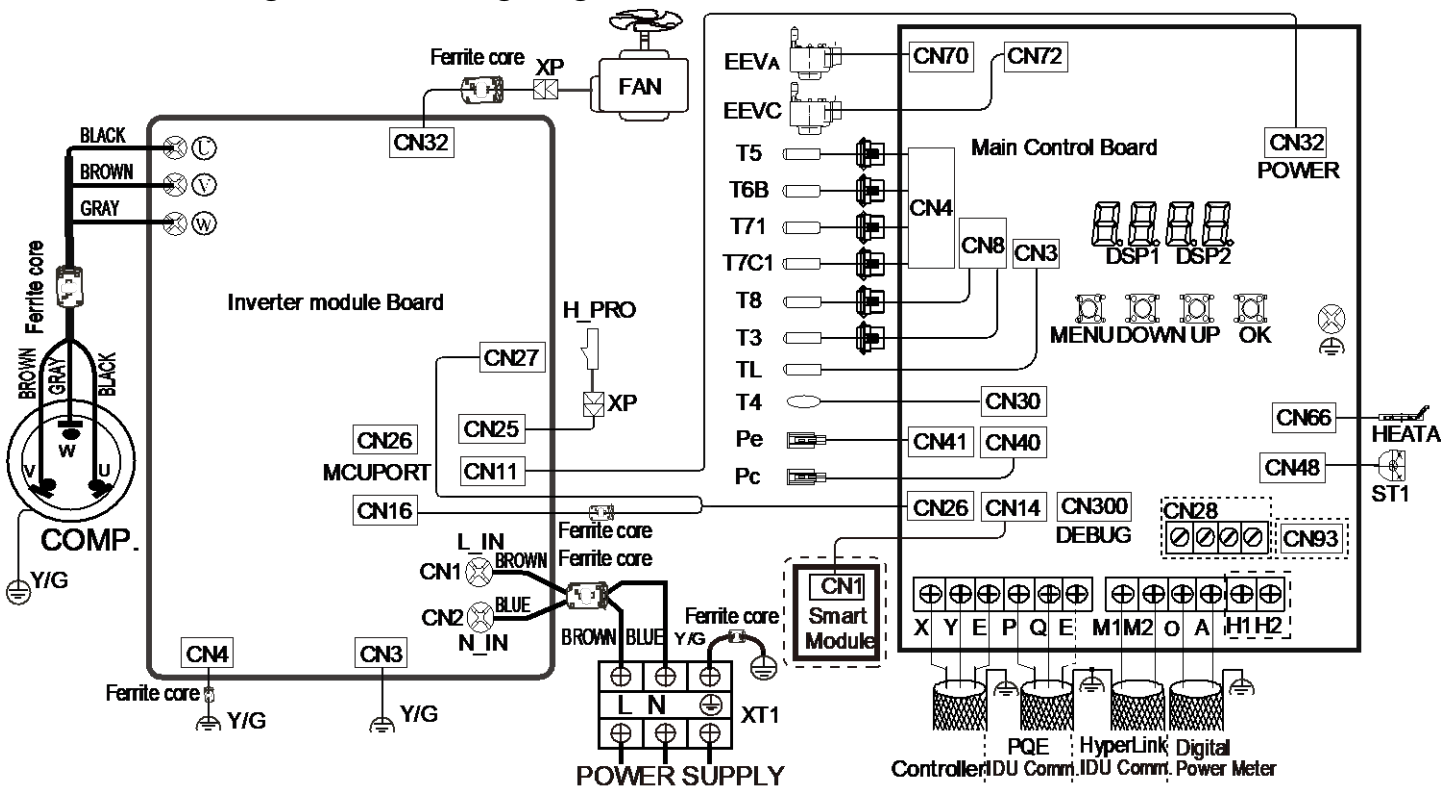 Ferrite core
XP
FAN
EEVA
CN70
CN72
EEVC
BLACK
U
CN32
BROWN
V
GRAY
W
T5
Main Control Board
CN32
POWER
T6B
CN4
T71
CN8
CN3
T7C1
DSP1 DSP2
Ferrite core
Inverter module Board
H_PRO
T8
T3
MENU DOWN UP OK
CN27
TL
BROWN
GRAY
BLACK
XP
T4
CN30
CN66
HEATA
CN26
MCUPORT
CN25
Pe
CN41
CN40
W
V
U
CN11
Pc
CN48
ST1
CN16
Ferrite core
CN26
CN14
CN300
DEBUG
CN28
CN93
COMP.
Y/G
L_IN
CN1
BROWN
Ferrite core
CN2
BLUE
N_IN
CN1
Smart
Module
BROWN
BLUE
Y/G
Ferrite core
X Y E P Q E M1 M2 O A H1 H2
CN4
CN3
Ferrite core
Y/G
Y/G
L N
XT1
POWER SUPPLY
Controller
PQE
IDU Comm.
HyperLink
IDU Comm.
Digital
Power Meter